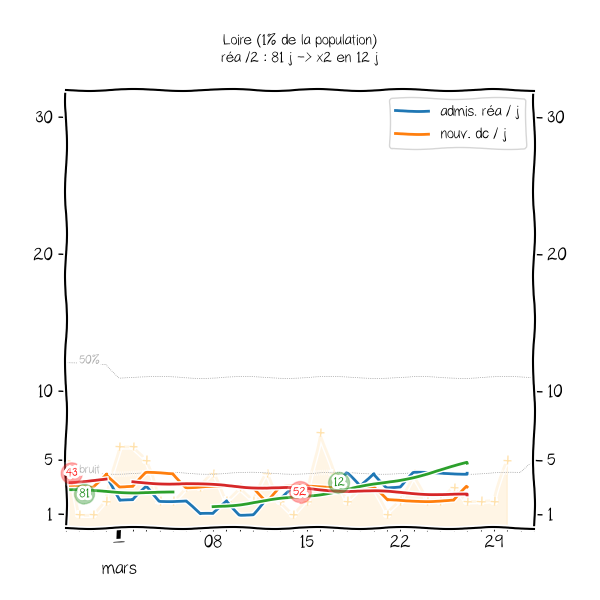 Loire (1% de la population)
réa /2 : 81 j -> x2 en 12 j
admis. réa / j
nouv. dc / j
30 30
20 20
50%
10 10
5 5
43 bruit
81
52
12
1 1
1 08 15 22 29
mars